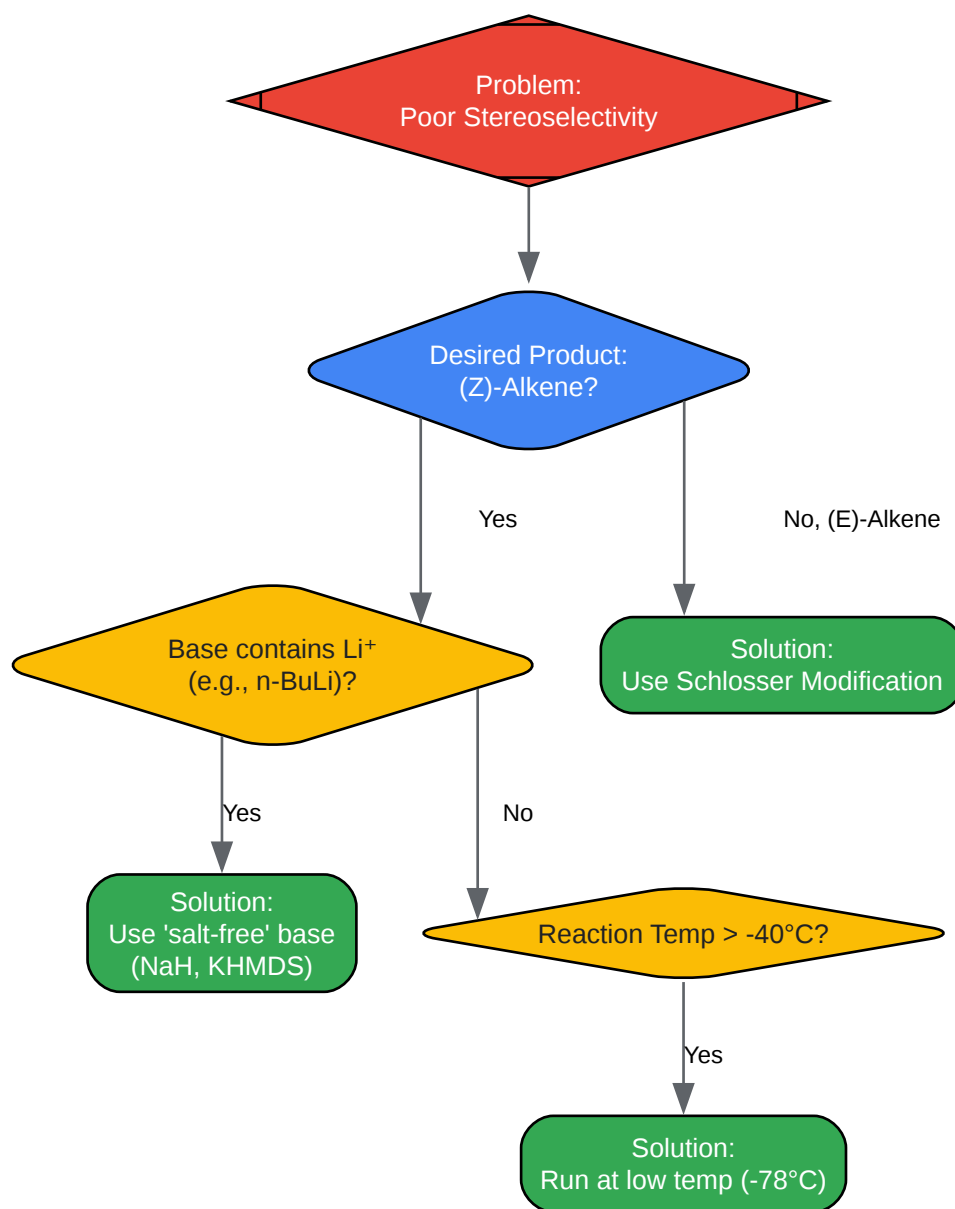 Problem:
Poor Stereoselectivity
Desired Product:
(Z)-Alkene?
Yes
No, (E)-Alkene
Base contains Li⁺
(e.g., n-BuLi)?
Solution:
Use Schlosser Modification
Yes
No
Solution:
Use 'salt-free' base
(NaH, KHMDS)
Reaction Temp > -40°C?
Yes
Solution:
Run at low temp (-78°C)